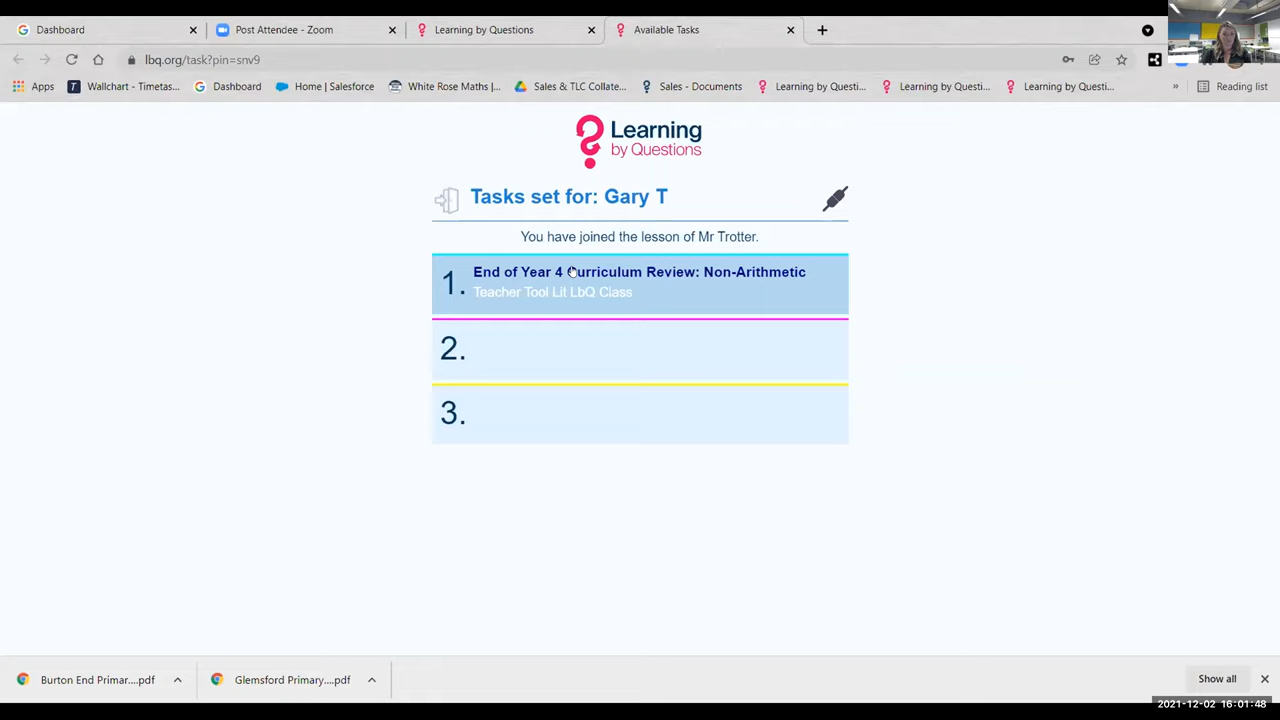 Dashboard
Post Attendee - Zoom
Learning by Questions
Available Tasks
lbq.org/task?pin=snv9
Apps
Wallchart - Timetas...
Dashboard
Home | Salesforce
White Rose Maths |...
Sales & TLC Collate...
Sales - Documents
Learning by Questi...
Learning by Questi...
Learning by Questi...
»
Reading list
Learning
by Questions
Tasks set for: Gary T
You have joined the lesson of Mr Trotter.
1.
End of Year 4 Curriculum Review: Non-Arithmetic
Teacher Tool Lit LbQ Class
2.
3.
Burton End Primar....pdf
Glemsford Primary....pdf
Show all
2021-12-02 16:01:48